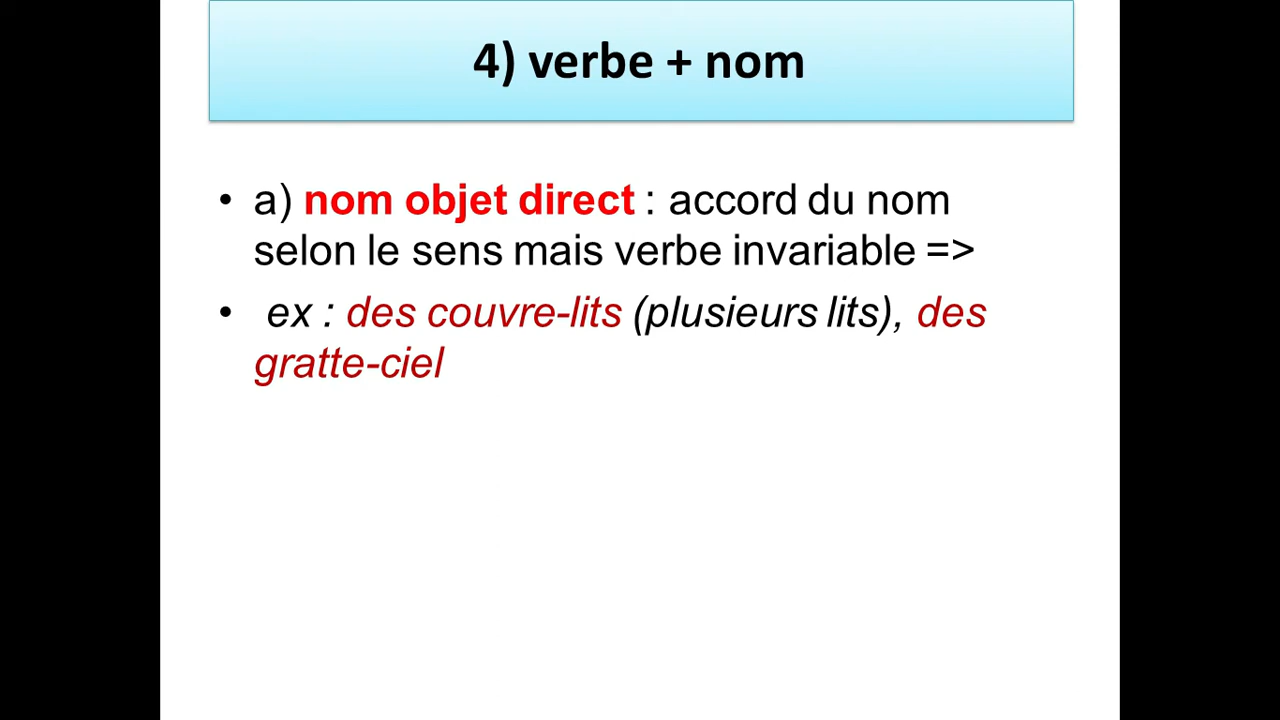 4) verbe + nom
• a) nom objet direct : accord du nom
selon le sens mais verbe invariable =>
• ex : des couvre-lits (plusieurs lits), des
gratte-ciel